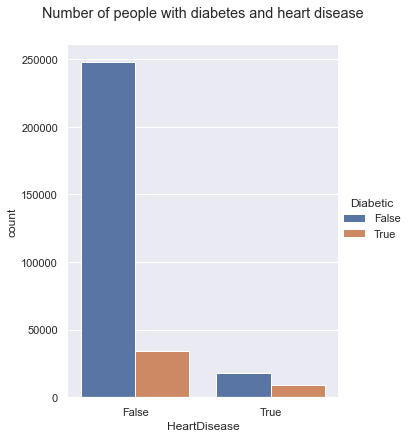 Number of people with diabetes and heart disease
250000
200000
150000
100000
50000
0
count
False
True
HeartDisease
Diabetic
False
True